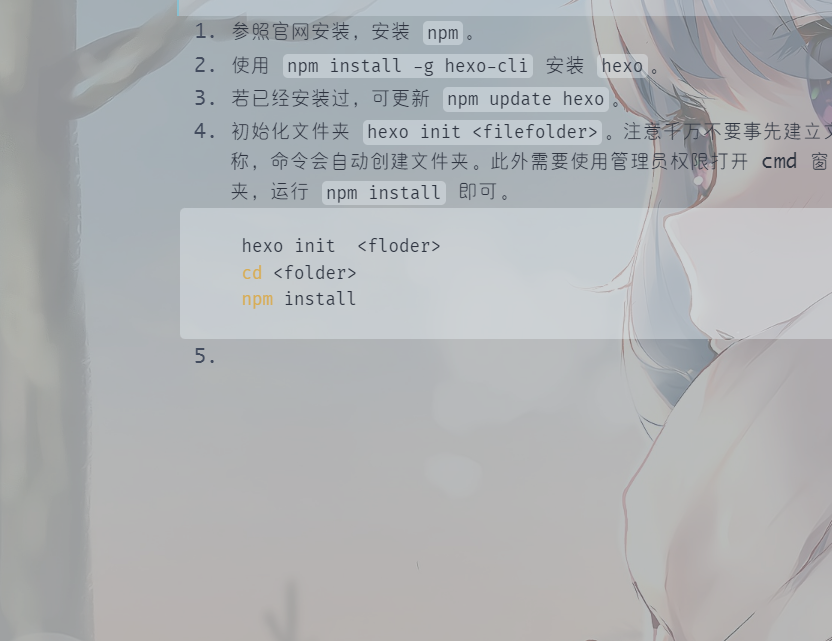 1. 参照官网安装，安装 npm。
2. 使用 npm install -g hexo-cli 安装 hexo。
3. 若已经安装过，可更新 npm update hexo。
4. 初始化文件夹 hexo init <filefolder>。注意千万不要事先建立文
称，命令会自动创建文件夹。此外需要使用管理员权限打开 cmd 窗
夹，运行 npm install 即可。
hexo init  <floder>
cd <folder>
npm install
5.